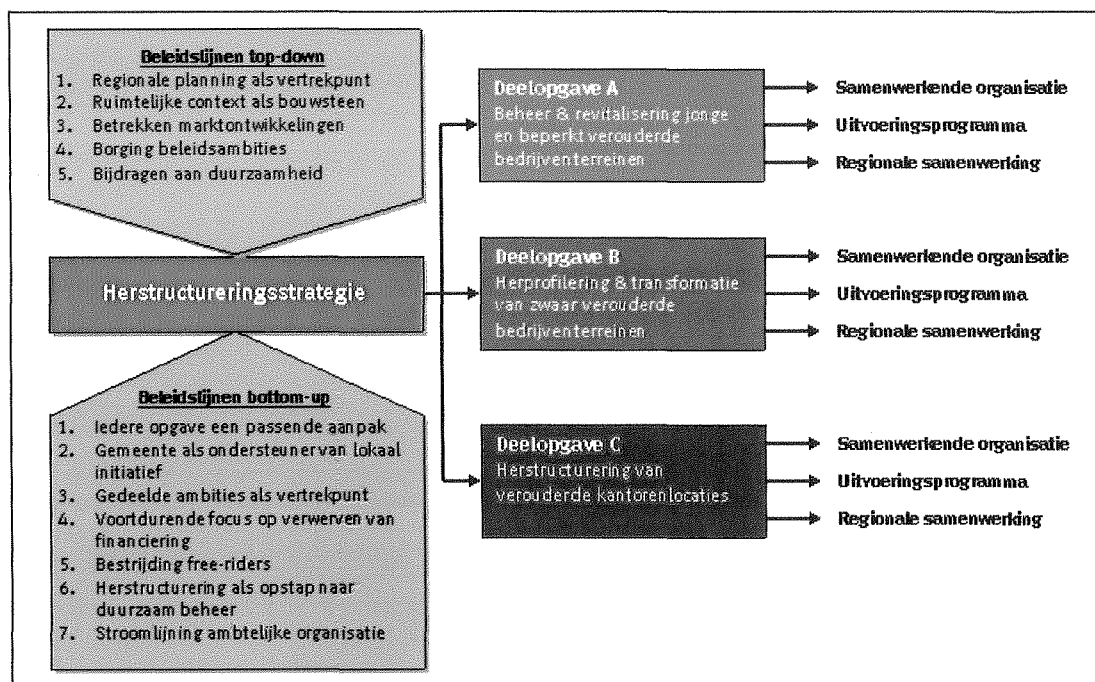 Beleidslijnen top-down
1. Regionale planning als vertrekpunt
2. Ruimtelijke context als bouwsteen
3. Betrekken marktontwikkelingen
4. Borging beleidsambities
5. Bijdragen aan duurzaamheid
Herstructureringsstrategie
Beleidslijnen bottom-up
1. Iedere opgave een passende aanpak
2. Gemeente als ondersteuner van lokaal
initiatief
3. Gedeelde ambities als vertrekpunt
4. Voortdurende focus op verwerven van
financiering
5. Bestrijding free-riders
6. Herstructurering als opstap naar
duurzaam beheer
7. Stroomlijning ambtelijke organisatie
Deelopgave A
Beheer & revitalisering jonge
en beperkt verouderde
bedrijventerreinen
Samenwerkende organisatie
Uitvoeringsprogramma
Regionale samenwerking
Deelopgave B
Herprofilering & transformatie
van zwaar verouderde
bedrijventerreinen
Samenwerkende organisatie
Uitvoeringsprogramma
Regionale samenwerking
Deelopgave C
Herstructurering van
verouderde kantorenlocaties
Samenwerkende organisatie
Uitvoeringsprogramma
Regionale samenwerking